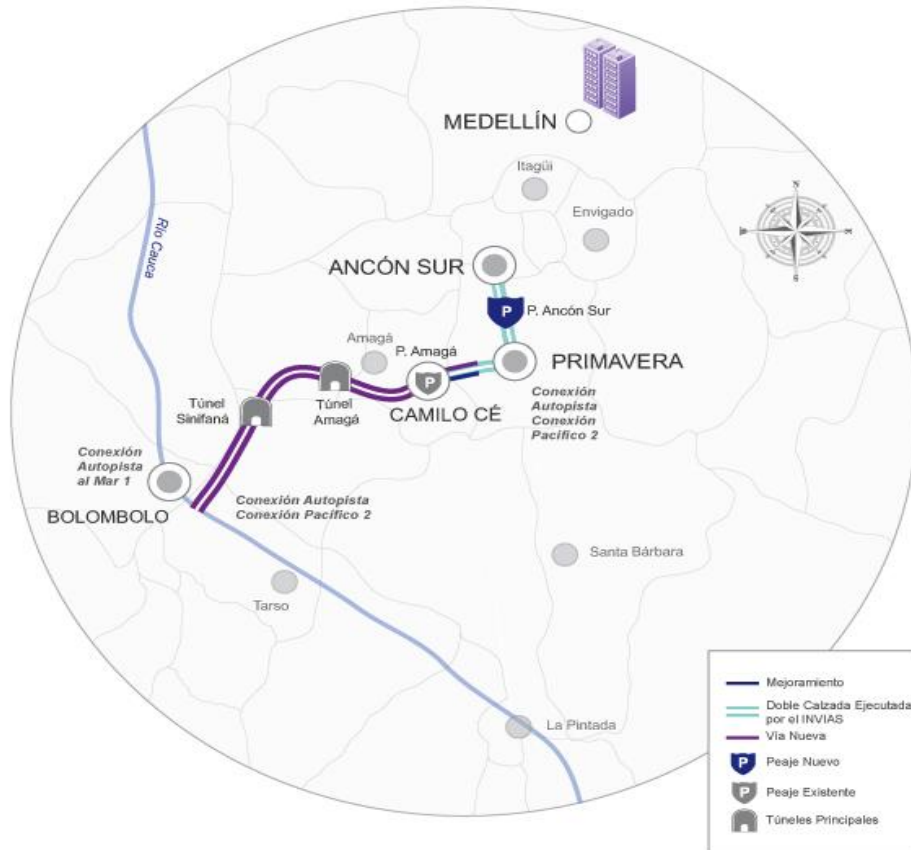 MEDELLÍN
Itagüi
Envigado
Río Cauca
ANCÓN SUR
P
P. Ancón Sur
Amagá
P. Amagá
P
PRIMAVERA
CAMILO CÉ
Conexión
Autopista
Conexión
Pacífico 2
Túnel
Sinifaná
Túnel
Amagá
Conexión
Autopista
al Mar 1
BOLOMBOLO
Conexión Autopista
Conexión Pacífico 2
Santa Bárbara
Tarso
La Pintada
Mejoramiento
Doble Calzada Ejecutada
por el INVIAS
Vía Nueva
P
Peaje Nuevo
P
Peaje Existente
Túneles Principales